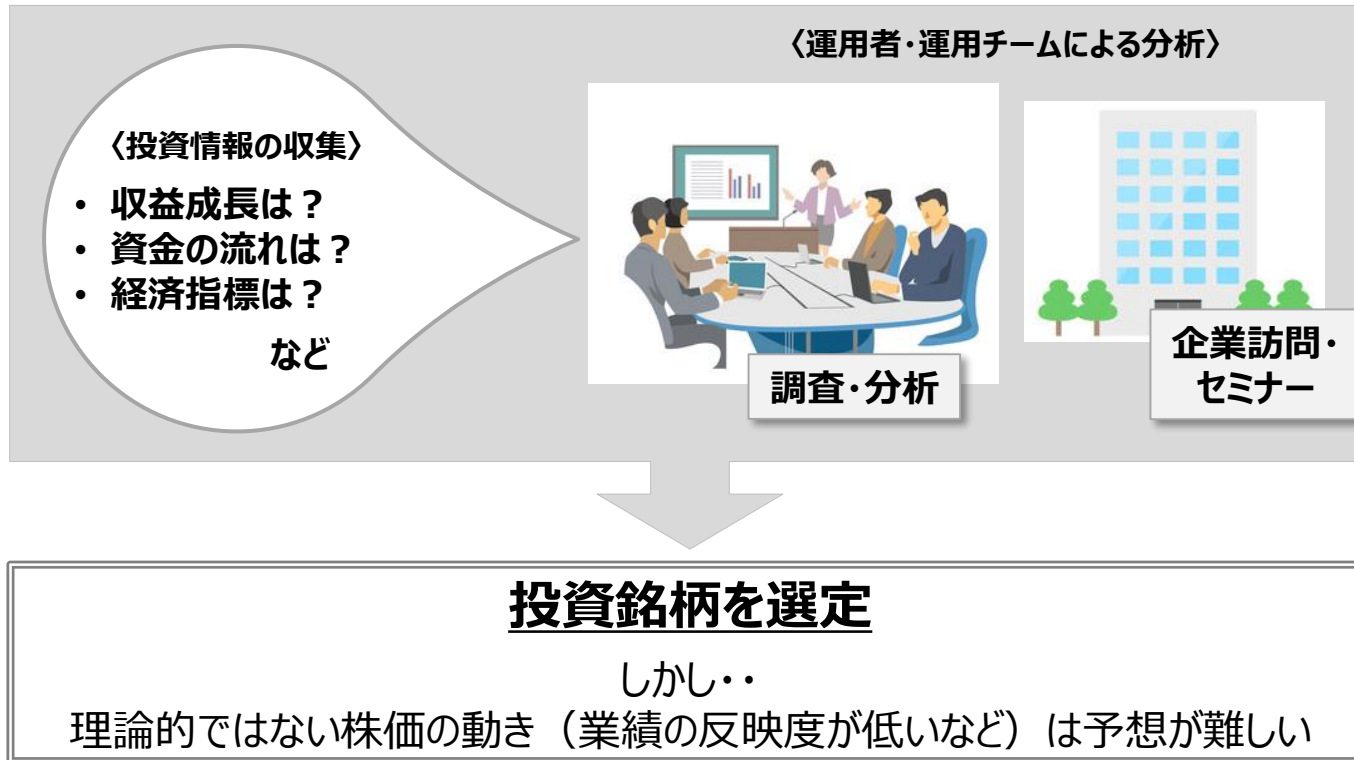 〈運用者・運用チームによる分析〉
〈投資情報の収集〉
• 収益成長は？
• 資金の流れは？
• 経済指標は？
など
調査・分析
企業訪問・
セミナー
投資銘柄を選定
しかし・・
理論的ではない株価の動き（業績の反映度が低いなど）は予想が難しい